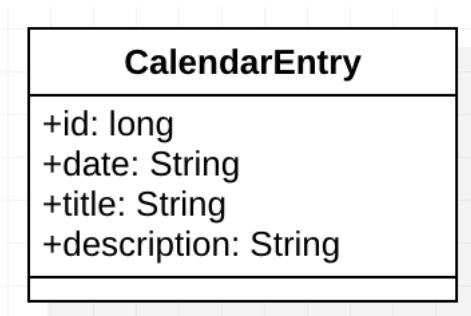 CalendarEntry
+id: long
+date: String
+title: String
+description: String